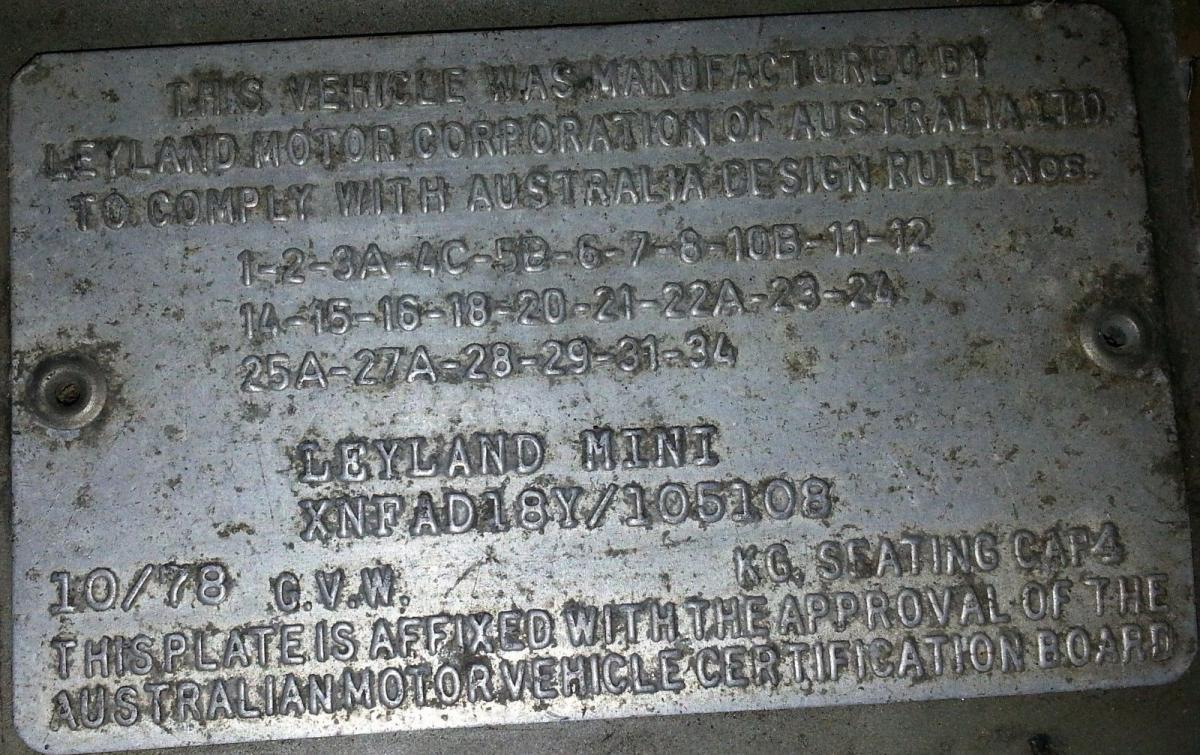 THIS VEHICLE WAS MANUFACTURED BY
LEYLAND MOTOR CORPORATION OF AUSTRALIA LTD.
TO COMPLY WITH AUSTRALIA DESIGN RULE Nos.
1-2-3A-4C-5B-6-7-8-10B-11-12
14-15-16-18-20-21-22A-23-24
25A-27A-28-29-31-34
LEYLAND MINI
XNFAD18Y/105108
10/78 G.V.W. KG, SEATING CAP4
THIS PLATE IS AFFIXED WITH THE APPROVAL OF THE
AUSTRALIAN MOTOR VEHICLE CERTIFICATION BOARD